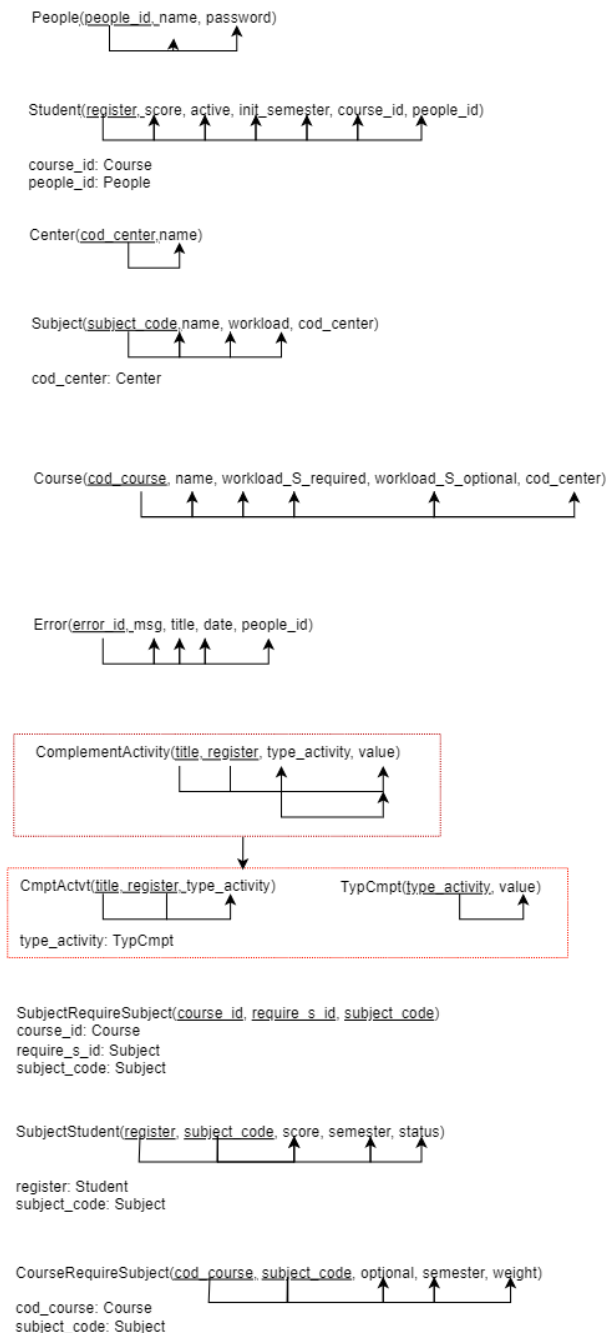 People(people_id, name, password)
Student(register, score, active, init_semester, course_id, people_id)
course_id: Course
people_id: People
Center(cod_center,name)
Subject(subject_code,name, workload, cod_center)
cod_center: Center
Course(cod_course, name, workload_S_required, workload_S_optional, cod_center)
Error(error_id, msg, title, date, people_id)
ComplementActivity(title, register, type_activity, value)
CmptActvt(title, register, type_activity)
TypCmpt(type_activity, value)
type_activity: TypCmpt
SubjectRequireSubject(course_id, require_s_id, subject_code)
course_id: Course
require_s_id: Subject
subject_code: Subject
SubjectStudent(register, subject_code, score, semester, status)
register: Student
subject_code: Subject
CourseRequireSubject(cod_course, subject_code, optional, semester, weight)
cod_course: Course
subject_code: Subject